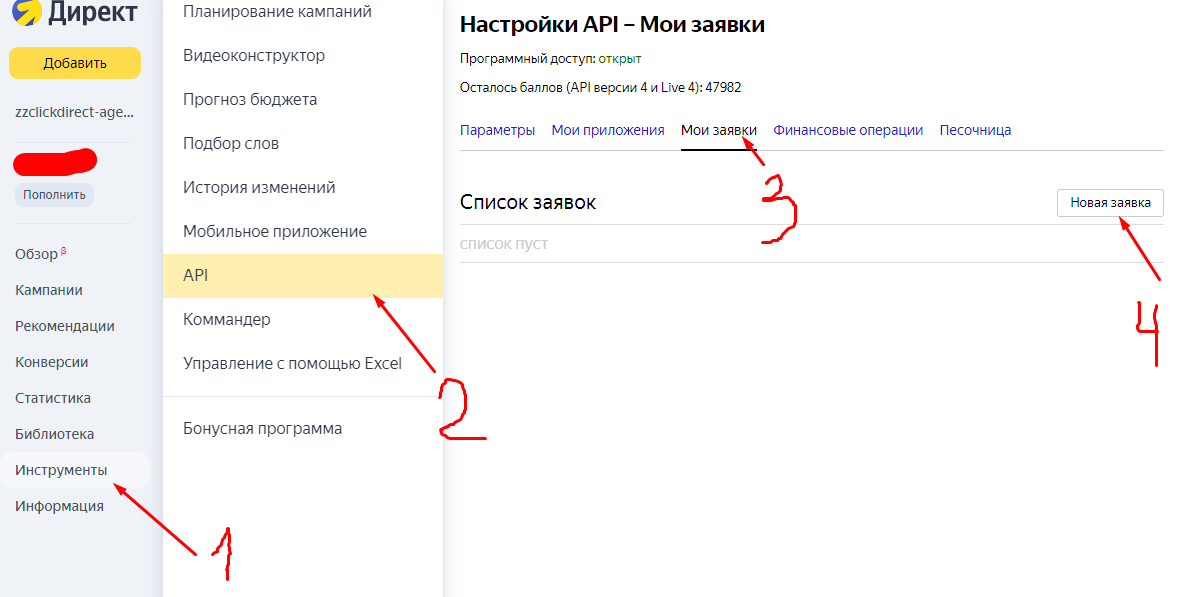 Директ
Добавить
zzclickdirect-age...
Пополнить
Обзор β
Кампании
Рекомендации
Конверсии
Статистика
Библиотека
Инструменты
Информация
1
Планирование кампаний
Видеоконструктор
Прогноз бюджета
Подбор слов
История изменений
Мобильное приложение
API
Коммандер
Управление с помощью Excel
Бонусная программа
2
Настройки API – Мои заявки
Программный доступ: открыт
Осталось баллов (API версии 4 и Live 4): 47982
Параметры Мои приложения Мои заявки Финансовые операции Песочница
3
Список заявок Новая заявка
список пуст
4